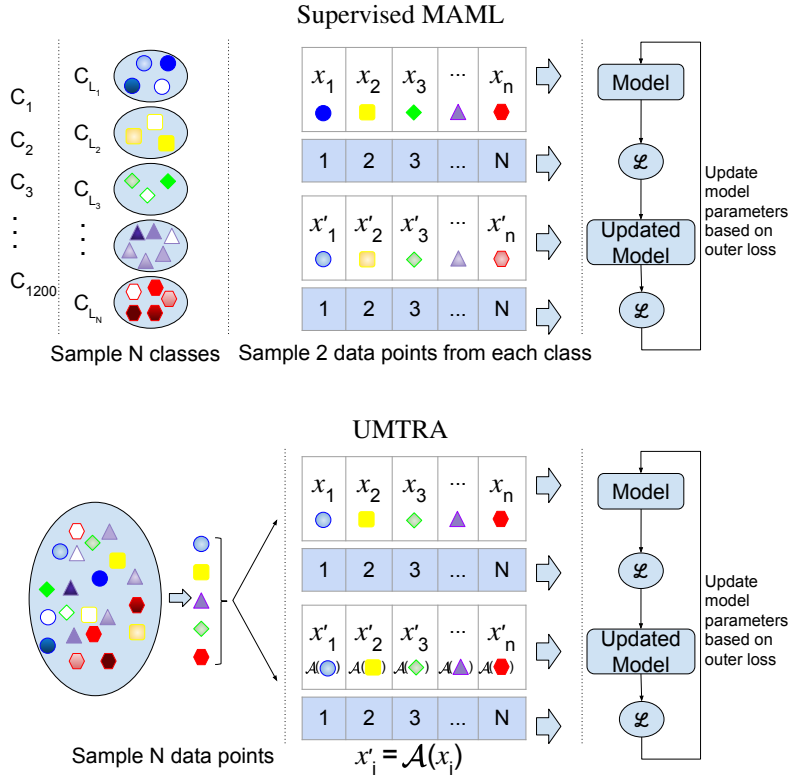 Supervised MAML
C1
C2
C3
C1200
CL1
CL2
CL3
CLN
Sample N classes
x1 x2 x3 ... xn
1 2 3 ... N
x'1 x'2 x'3 ... x'n
1 2 3 ... N
Sample 2 data points from each class
Model
ℒ
Updated Model
ℒ
Update
model
parameters
based on
outer loss
UMTRA
Sample N data points
x1 x2 x3 ... xn
1 2 3 ... N
x'1 x'2 x'3 ... x'n
𝒜( ) 𝒜( ) 𝒜( ) 𝒜( ) 𝒜( )
1 2 3 ... N
x'i = 𝒜(xi)
Model
ℒ
Updated
Model
ℒ
Update
model
parameters
based on
outer loss